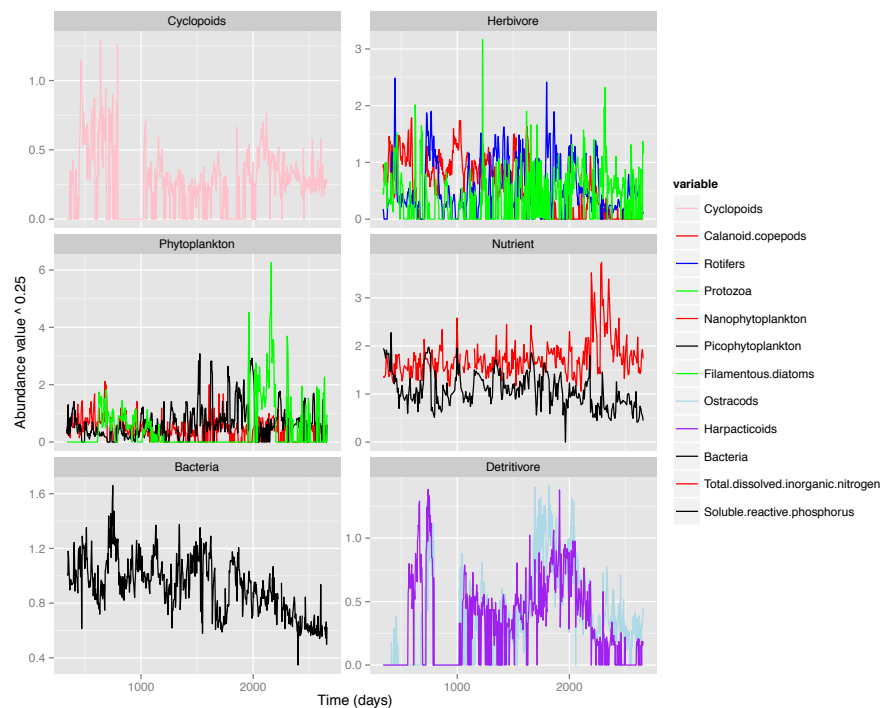 Cyclopoids
Herbivore
0.0
0.5
1.0
0
1
2
3
Phytoplankton
Nutrient
0
2
4
6
0
1
2
3
Bacteria
Detritivore
0.4
0.8
1.2
1.6
0.0
0.5
1.0
1000
2000
1000
2000
Time (days)
Abundance value ^ 0.25
variable
Cyclopoids
Calanoid.copepods
Rotifers
Protozoa
Nanophytoplankton
Picophytoplankton
Filamentous.diatoms
Ostracods
Harpacticoids
Bacteria
Total.dissolved.inorganic.nitrogen
Soluble.reactive.phosphorus